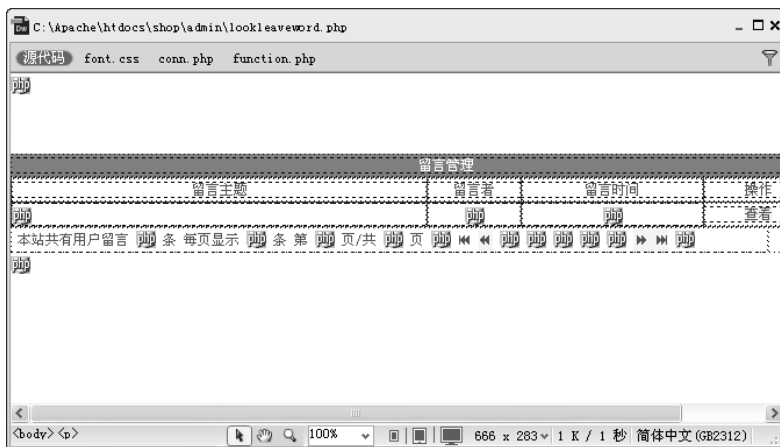 C:\Apache\htdocs\shop\admin\lookleaveword.php
源代码 font.css conn.php function.php
php
留言管理
留言主题 留言者 留言时间 操作
php php php 查看
本站共有用户留言 php 条 每页显示 php 条 第 php 页/共 php 页 php php php php php php php
php
<body> <p> 100% 666 x 283 1 K / 1 秒 简体中文(GB2312)